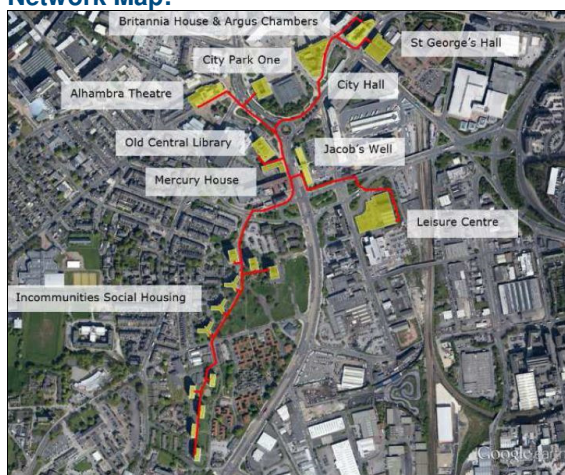 Network Map:
Britannia House & Argus Chambers
St George's Hall
City Park One
City Hall
Alhambra Theatre
Old Central Library
Jacob's Well
Mercury House
Leisure Centre
Incommunities Social Housing
Google earth